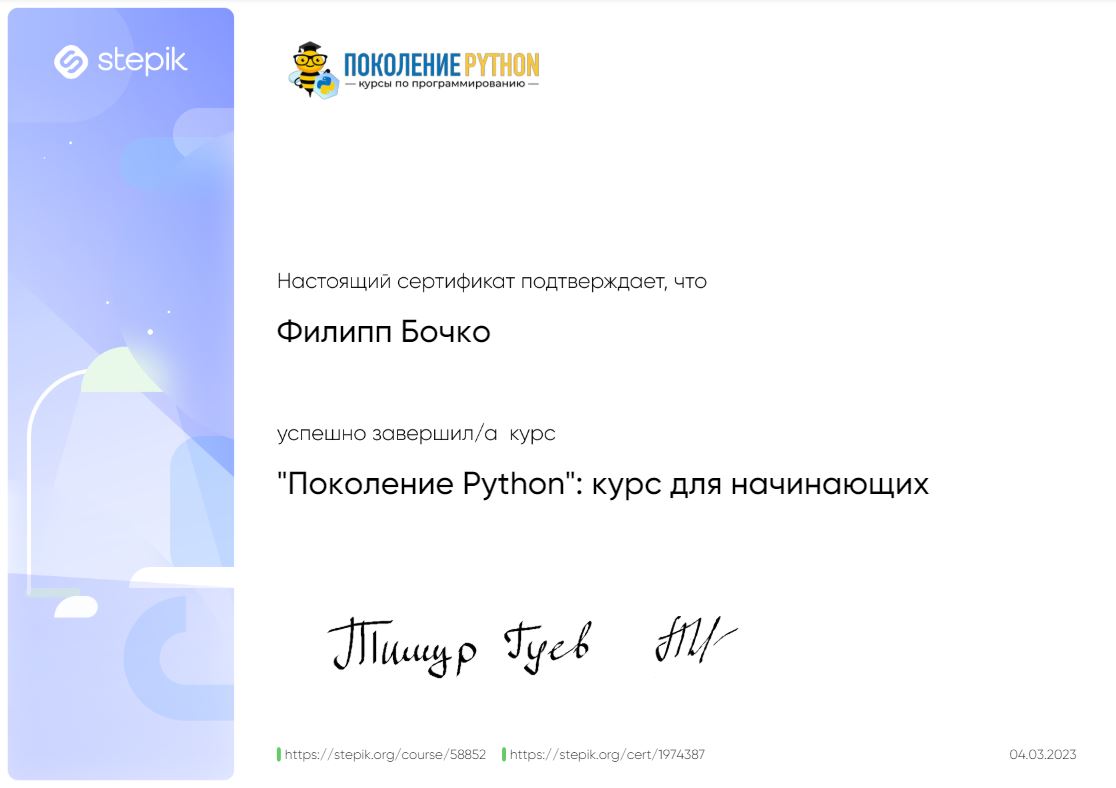 stepik
ПОКОЛЕНИЕ PYTHON
— курсы по программированию —
Настоящий сертификат подтверждает, что
Филипп Бочко
успешно завершил/а курс
"Поколение Python": курс для начинающих
Тимур Гуев
https://stepik.org/course/58852 https://stepik.org/cert/1974387 04.03.2023